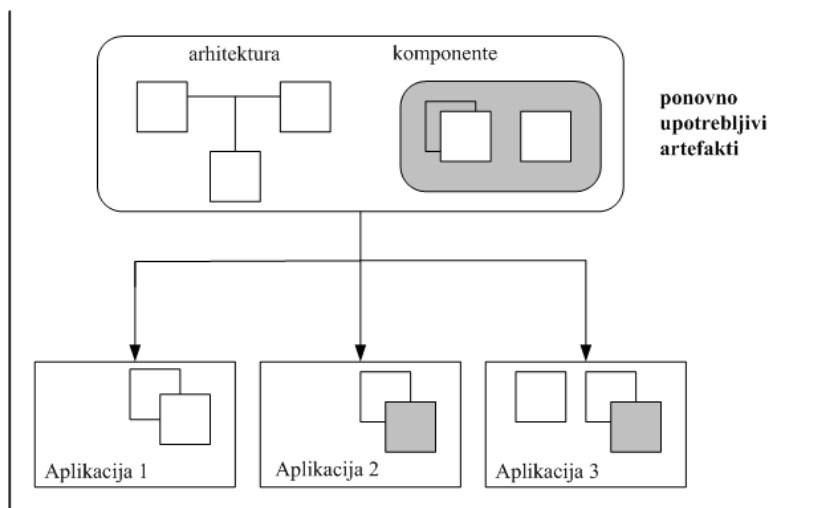 arhitektura
komponente
ponovno
upotrebljivi
artefakti
Aplikacija 1
Aplikacija 2
Aplikacija 3